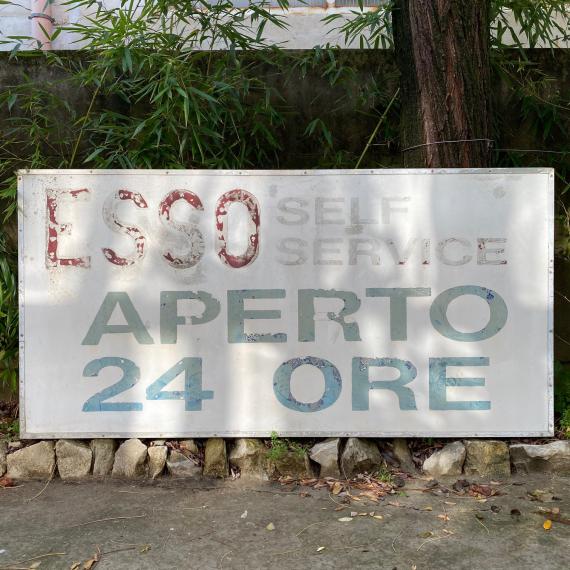 ESSO SELF
SERVICE
APERTO
24 ORE